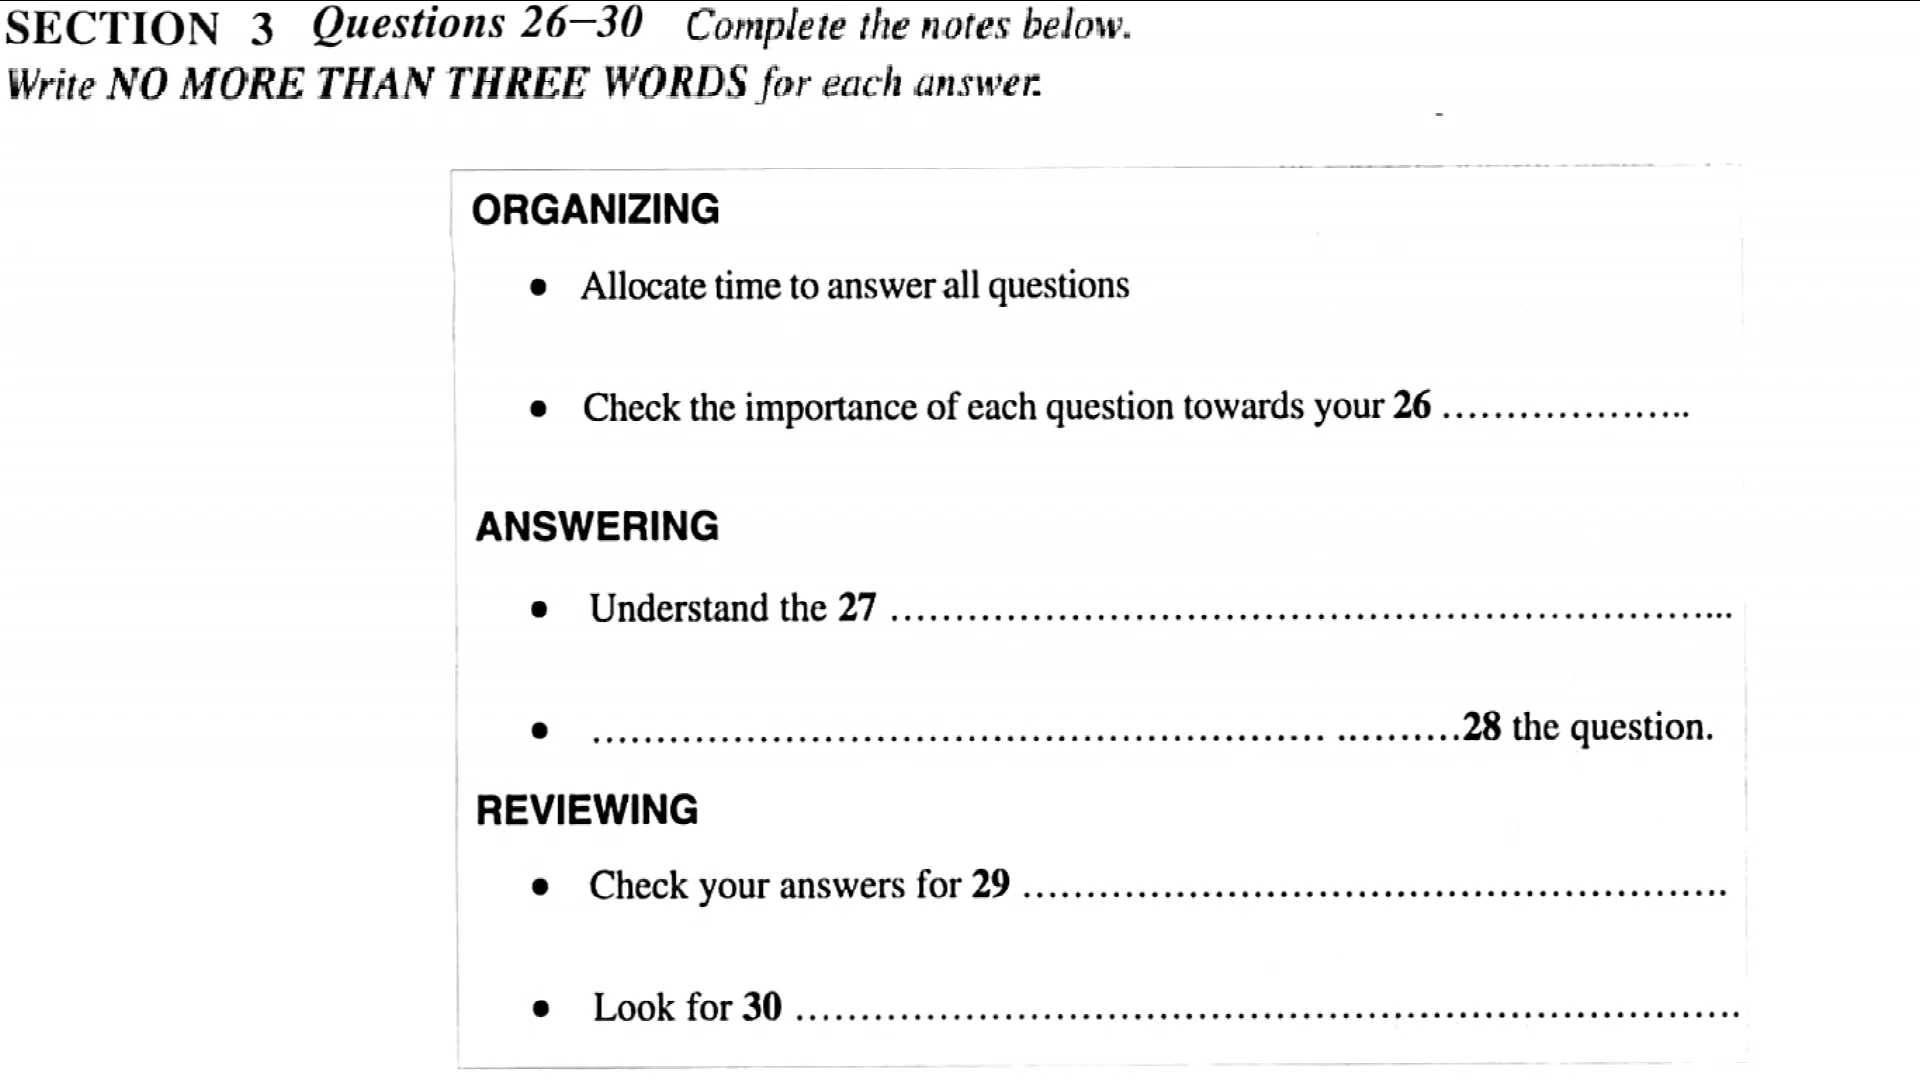 SECTION 3 Questions 26–30 Complete the notes below.
Write NO MORE THAN THREE WORDS for each answer.
ORGANIZING
• Allocate time to answer all questions
• Check the importance of each question towards your 26 ....................
ANSWERING
• Understand the 27 ..................................................................
• ....................................................................28 the question.
REVIEWING
• Check your answers for 29 .......................................................
• Look for 30 ..........................................................................